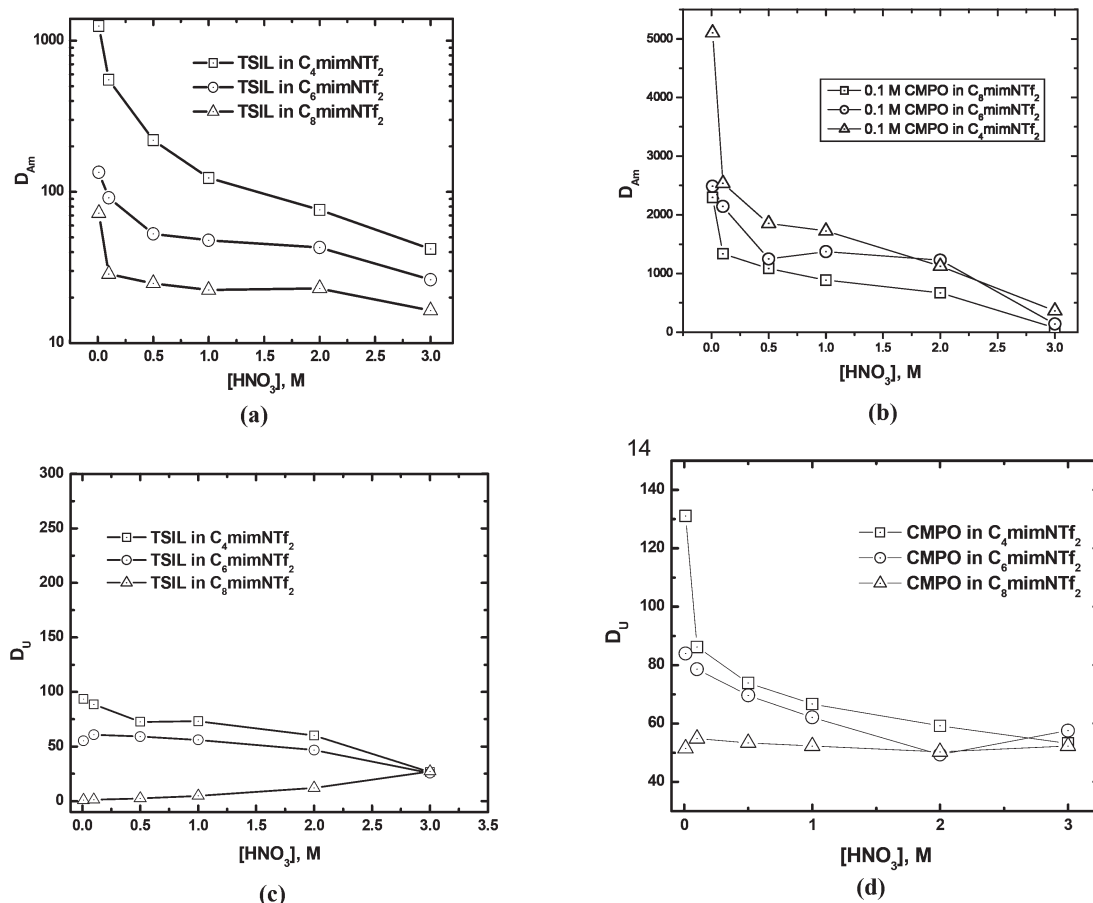 1000
100
10
D_Am
TSIL in C₄mimNTf₂
TSIL in C₆mimNTf₂
TSIL in C₈mimNTf₂
0.0 0.5 1.0 1.5 2.0 2.5 3.0
[HNO₃], M
(a)
5000
4000
3000
2000
1000
0
D_Am
0.1 M CMPO in C₈mimNTf₂
0.1 M CMPO in C₆mimNTf₂
0.1 M CMPO in C₄mimNTf₂
0.0 0.5 1.0 1.5 2.0 2.5 3.0
[HNO₃], M
(b)
300
250
200
150
100
50
0
D_U
TSIL in C₄mimNTf₂
TSIL in C₆mimNTf₂
TSIL in C₈mimNTf₂
0.0 0.5 1.0 1.5 2.0 2.5 3.0 3.5
[HNO₃], M
(c)
14
140
120
100
80
60
40
D_U
CMPO in C₄mimNTf₂
CMPO in C₆mimNTf₂
CMPO in C₈mimNTf₂
0 1 2 3
[HNO₃], M
(d)